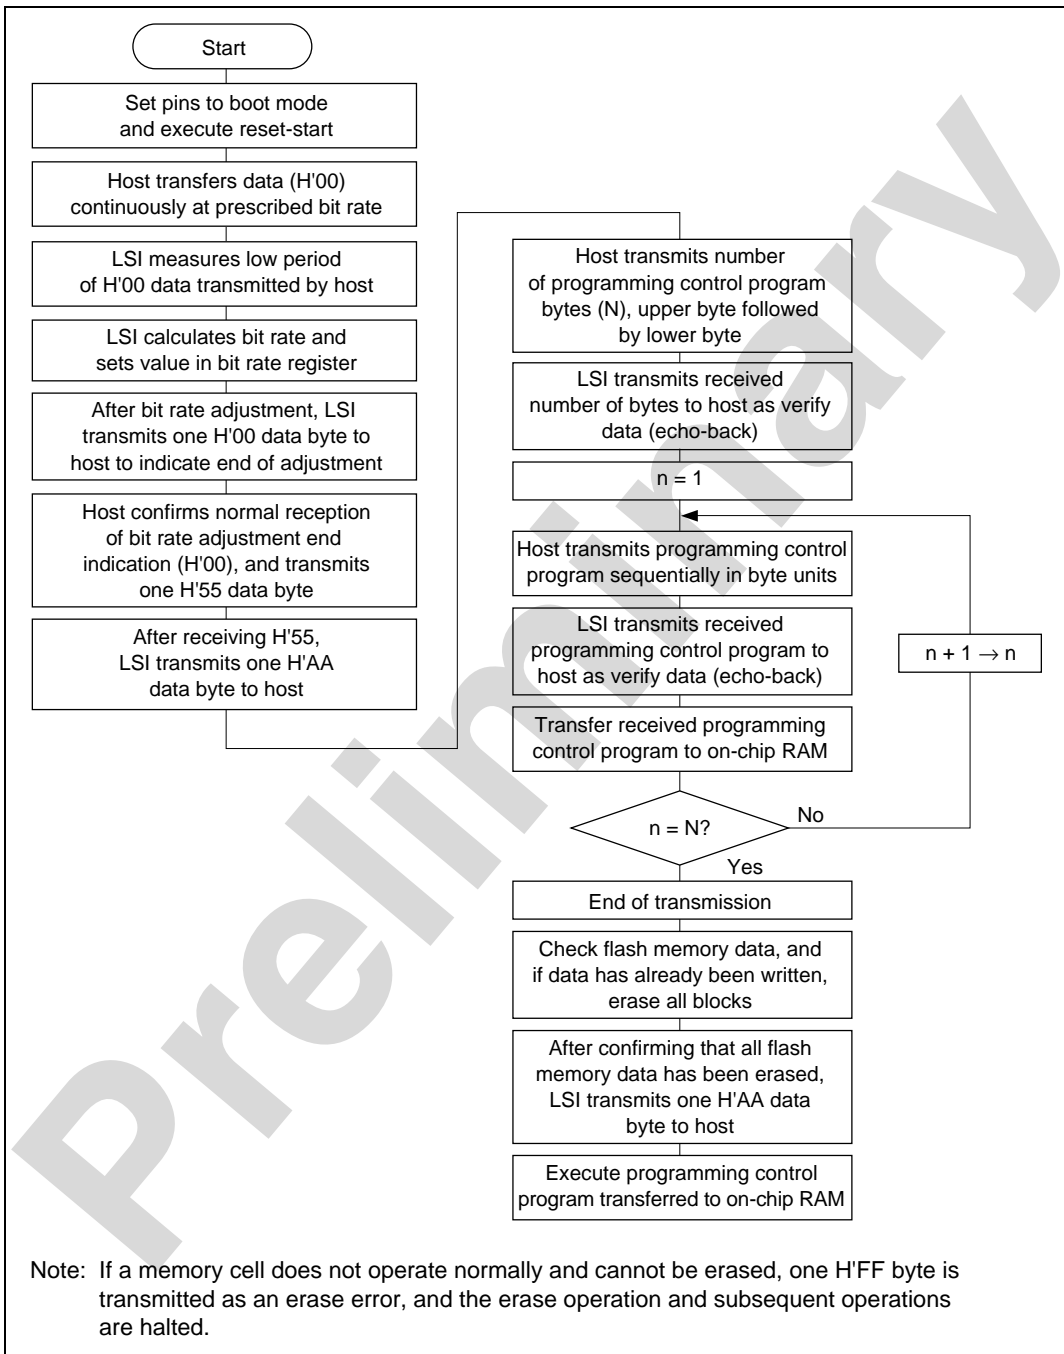 Start
Set pins to boot mode
and execute reset-start
Host transfers data (H'00)
continuously at prescribed bit rate
LSI measures low period
of H'00 data transmitted by host
LSI calculates bit rate and
sets value in bit rate register
After bit rate adjustment, LSI
transmits one H'00 data byte to
host to indicate end of adjustment
Host confirms normal reception
of bit rate adjustment end
indication (H'00), and transmits
one H'55 data byte
After receiving H'55,
LSI transmits one H'AA
data byte to host
Host transmits number
of programming control program
bytes (N), upper byte followed
by lower byte
LSI transmits received
number of bytes to host as verify
data (echo-back)
n = 1
Host transmits programming control
program sequentially in byte units
LSI transmits received
programming control program to
host as verify data (echo-back)
n + 1 → n
Transfer received programming
control program to on-chip RAM
n = N?
No
Yes
End of transmission
Check flash memory data, and
if data has already been written,
erase all blocks
After confirming that all flash
memory data has been erased,
LSI transmits one H'AA data
byte to host
Execute programming control
program transferred to on-chip RAM
Note: If a memory cell does not operate normally and cannot be erased, one H'FF byte is
transmitted as an erase error, and the erase operation and subsequent operations
are halted.
Preliminary